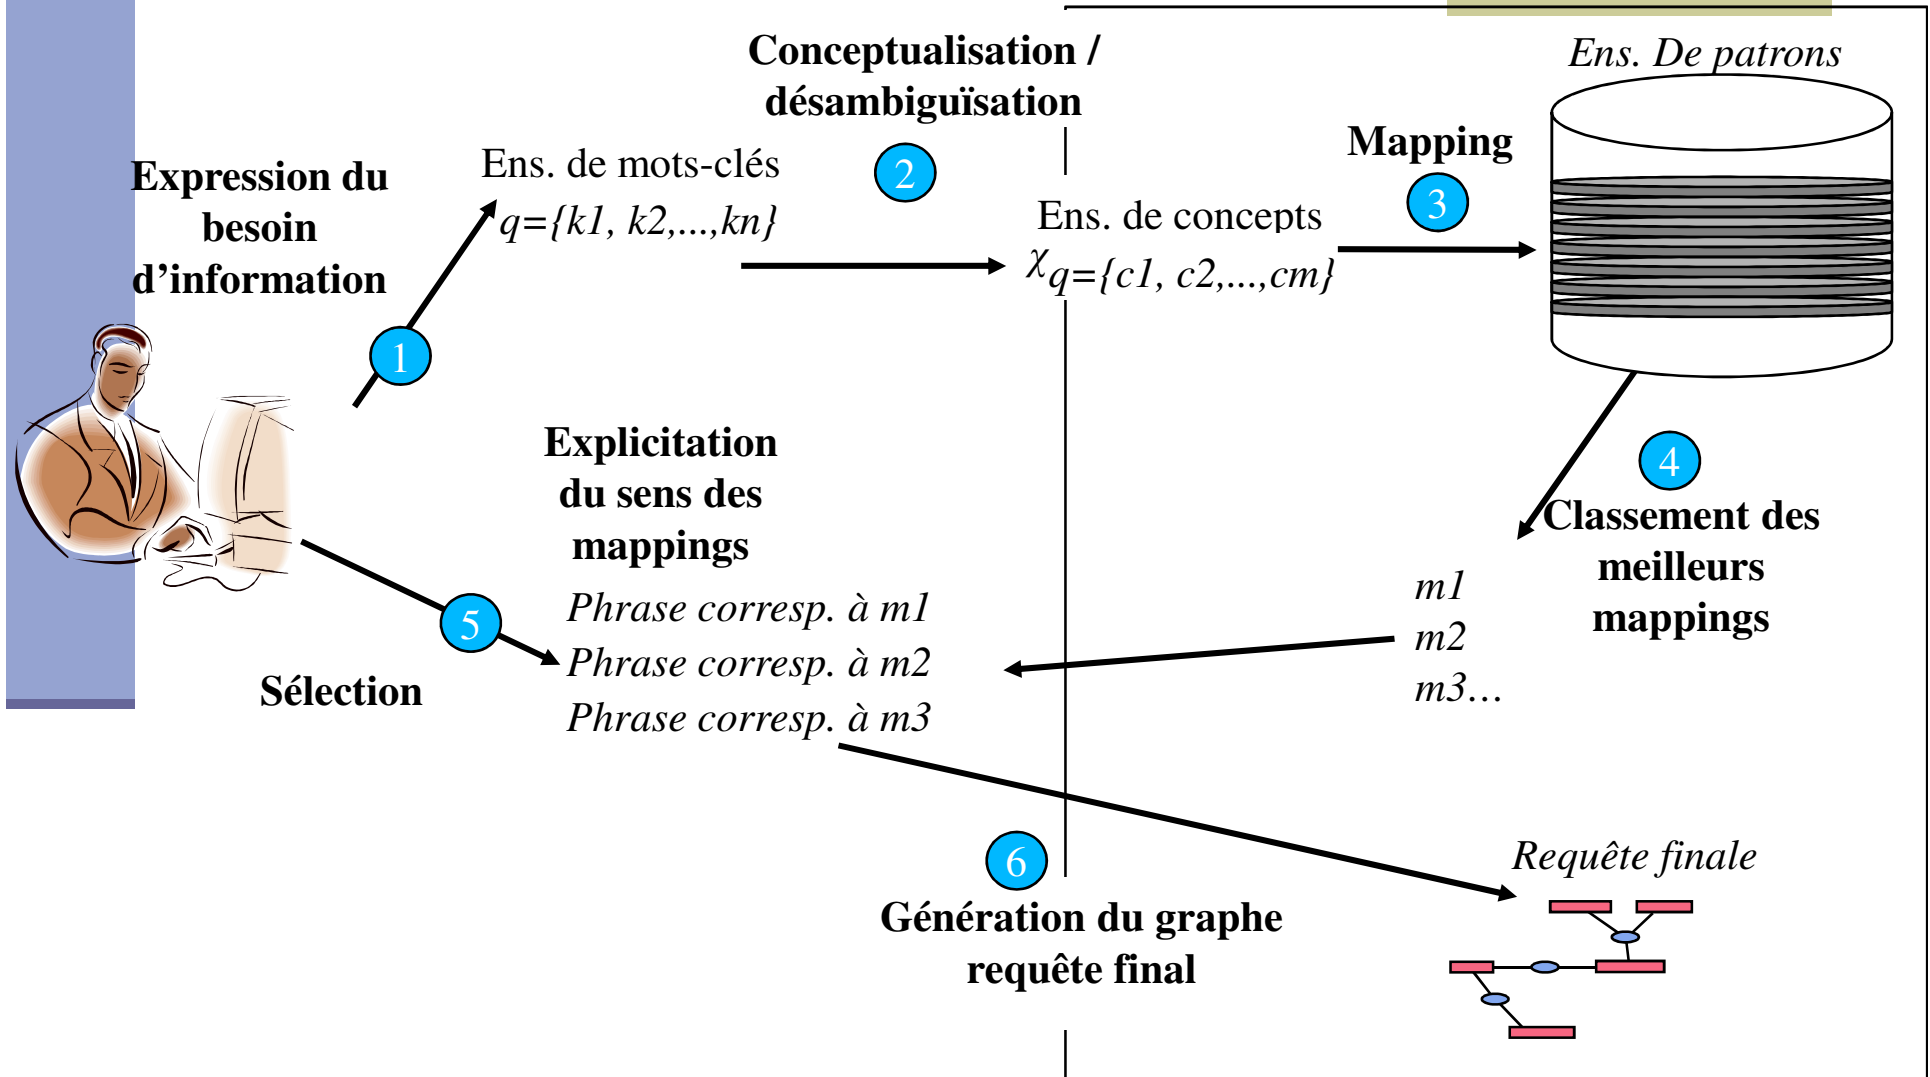 Expression du
besoin
d’information
1
Ens. de mots-clés
q={k1, k2,...,kn}
Conceptualisation /
désambiguïsation
2
Ens. de concepts
χq={c1, c2,...,cm}
Mapping
3
Ens. De patrons
4
Classement des
meilleurs
mappings
m1
m2
m3…
Explicitation
du sens des
mappings
Phrase corresp. à m1
Phrase corresp. à m2
Phrase corresp. à m3
5
Sélection
6
Génération du graphe
requête final
Requête finale